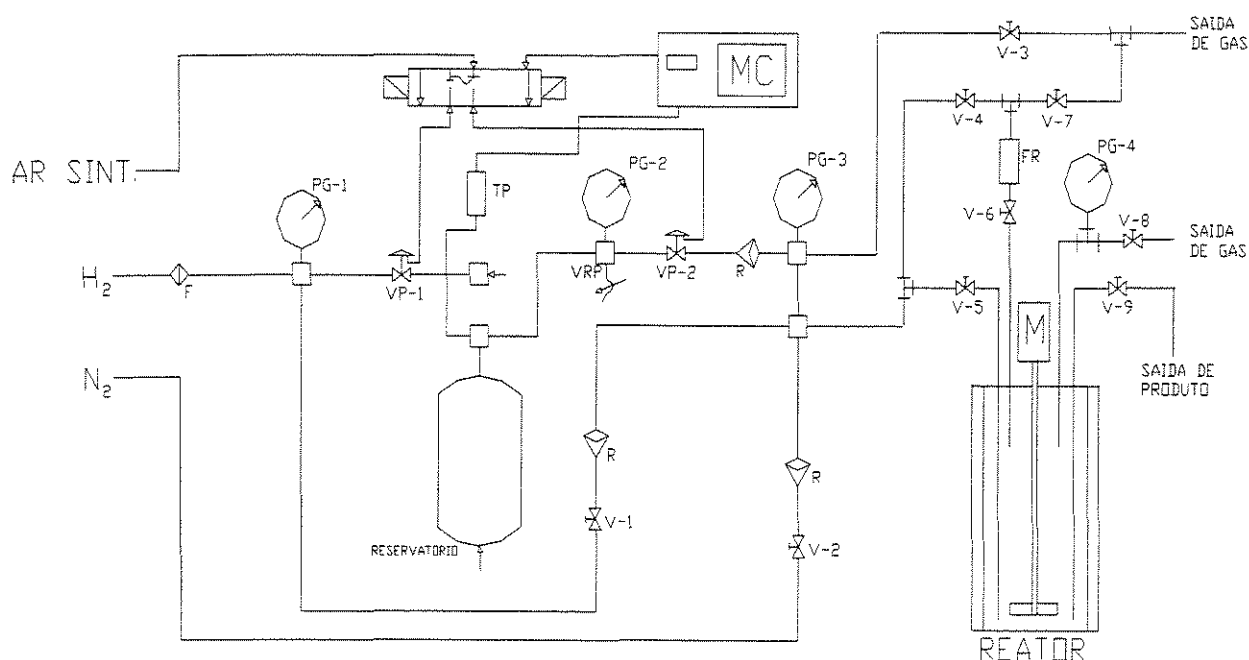 SAIDA
DE GAS
V-3
MC
V-4
V-7
AR SINT.
PG-1
TP
PG-2
PG-3
FR
PG-4
V-6
V-8
SAIDA
DE GAS
H₂
F
VP-1
VRP
VP-2
R
V-5
V-9
M
N₂
SAIDA DE
PRODUTO
R
R
RESERVATORIO
V-1
V-2
REATOR